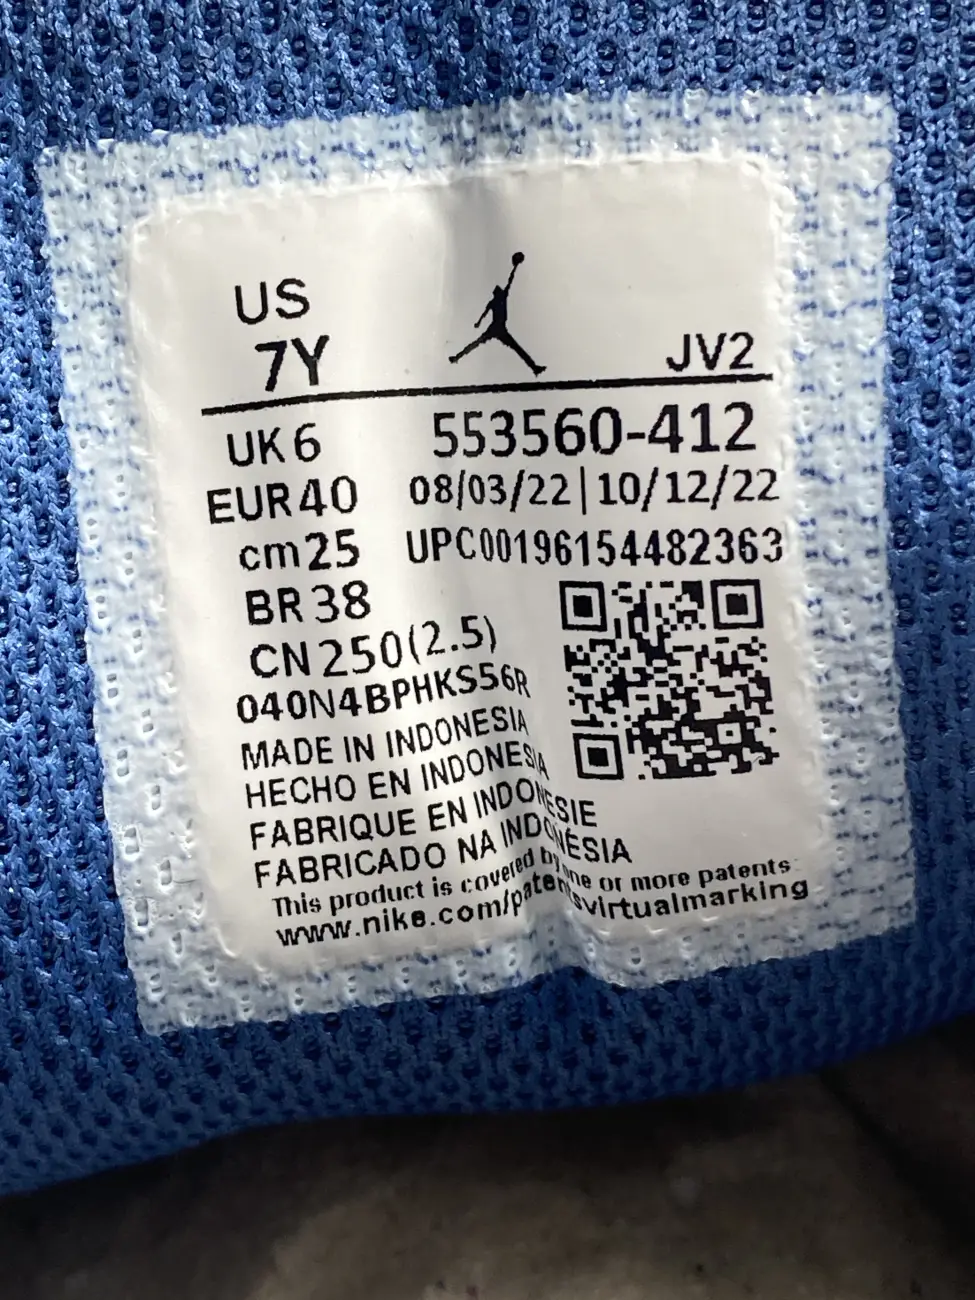 US
7Y
JV2
UK 6
553560-412
EUR 40
08/03/22|10/12/22
cm 25
UPC00196154482363
BR 38
CN 250(2.5)
040N4BPHKS56R
MADE IN INDONESIA
HECHO EN INDONESIA
FABRIQUE EN INDONESIE
FABRICADO NA INDONÉSIA
This product is covered by one or more patents
www.nike.com/patentsvirtualmarking